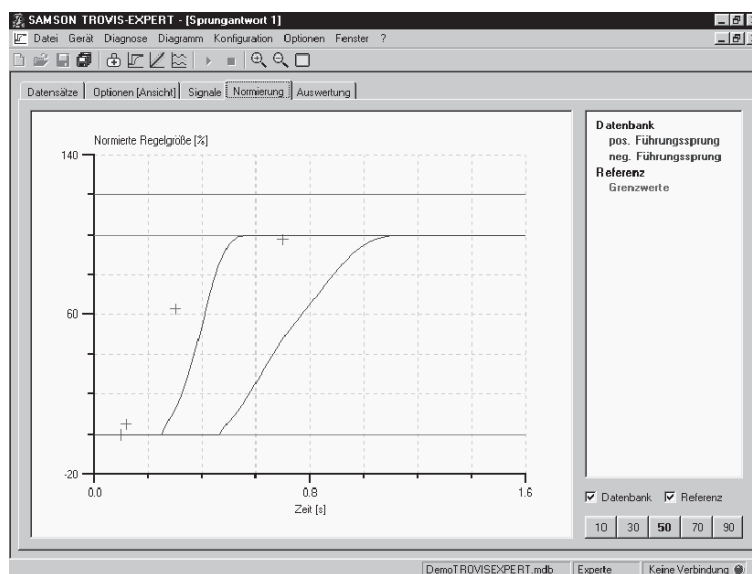 SAMSON TROVIS-EXPERT - [Sprungantwort 1]
Datei Gerät Diagnose Diagramm Konfiguration Optionen Fenster ?
Datensätze Optionen [Ansicht] Signale Normierung Auswertung
Normierte Regelgröße [%]
140
60
-20
0.0 0.8 1.6
Zeit [s]
Datenbank
pos. Führungssprung
neg. Führungssprung
Referenz
Grenzwerte
Datenbank Referenz
10 30 50 70 90
DemoTROVISEXPERT.mdb Experte Keine Verbindung